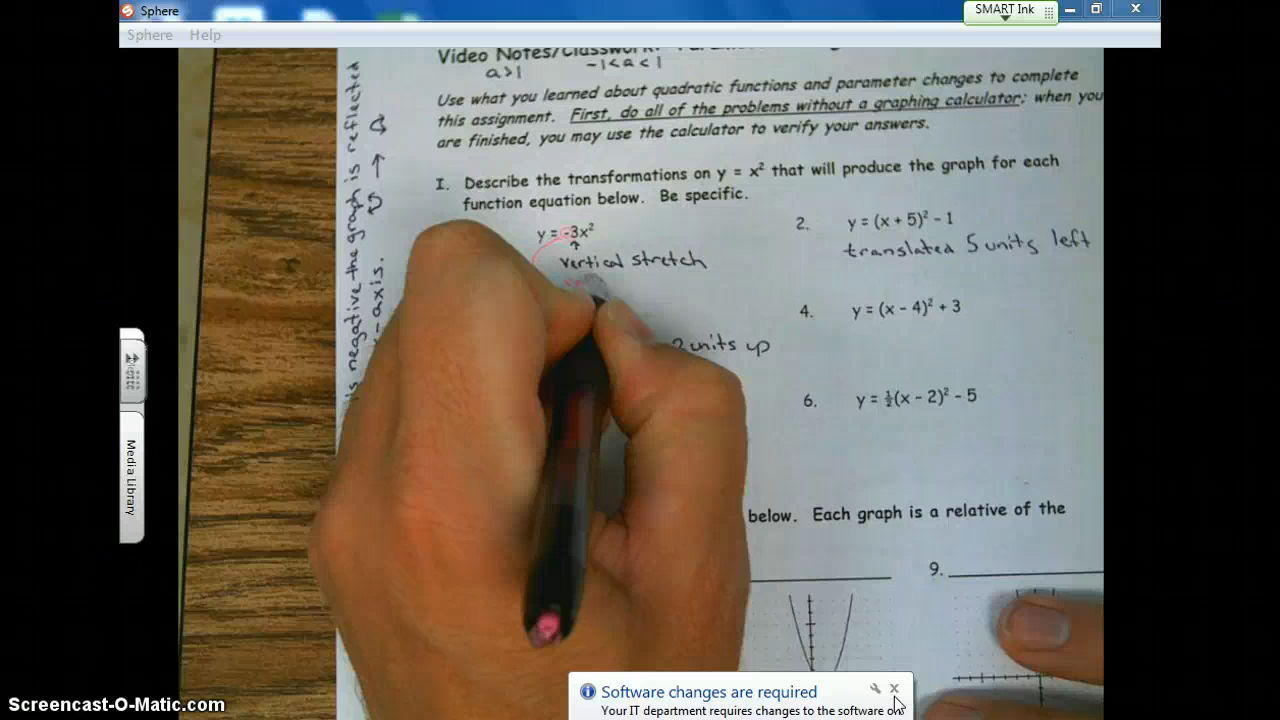 Sphere
SMART Ink
Sphere Help
Video Notes/Classwork:
a>1 -1<a<1
Use what you learned about quadratic functions and parameter changes to complete
this assignment. First, do all of the problems without a graphing calculator; when you
are finished, you may use the calculator to verify your answers.
I. Describe the transformations on y = x² that will produce the graph for each
function equation below. Be specific.
y = -3x²
vertical stretch
2. y = (x + 5)² - 1
translated 5 units left
4. y = (x - 4)² + 3
2 units up
6. y = ½(x - 2)² - 5
below. Each graph is a relative of the
9.
is negative the graph is reflected
x-axis.
Media Library
Software changes are required
Your IT department requires changes to the software on
Screencast-O-Matic.com